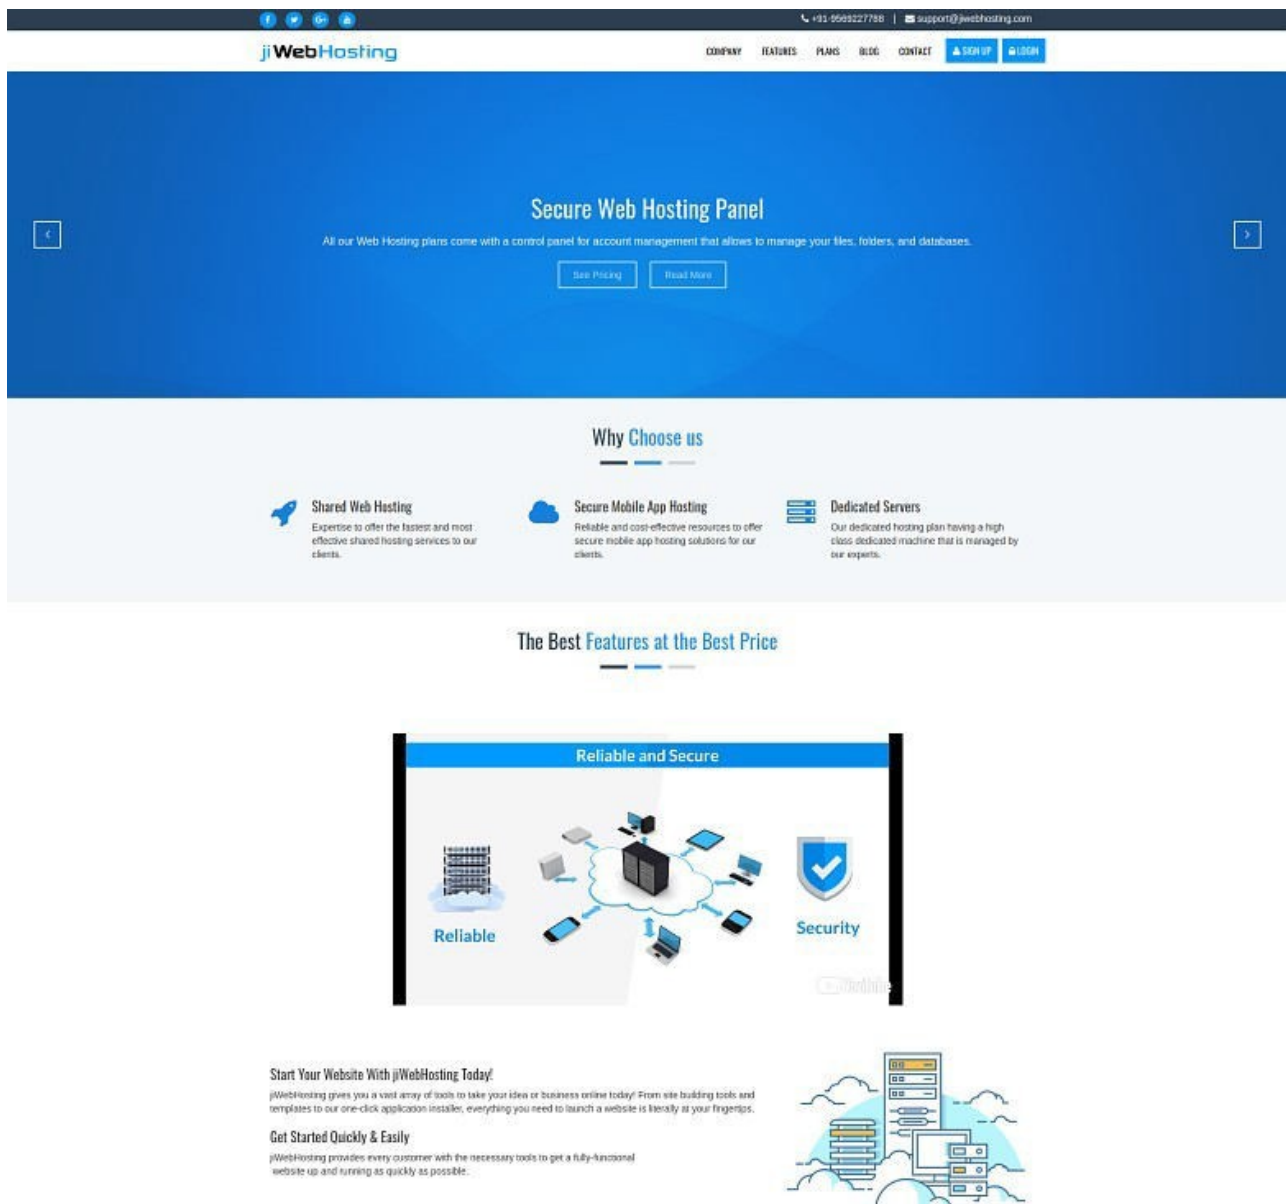 +91-9569227788 | support@jiwebhosting.com
jiWebHosting
COMPANY FEATURES PLANS BLOG CONTACT SIGN UP LOGIN
Secure Web Hosting Panel
All our Web Hosting plans come with a control panel for account management that allows to manage your files, folders, and databases.
See Pricing Read More
Why Choose us
Shared Web Hosting
Expertise to offer the fastest and most
effective shared hosting services to our
clients.
Secure Mobile App Hosting
Reliable and cost-effective resources to offer
secure mobile app hosting solutions for our
clients.
Dedicated Servers
Our dedicated hosting plan having a high
class dedicated machine that is managed by
our experts.
The Best Features at the Best Price
Reliable and Secure
Reliable
Security
YouTube
Start Your Website With jiWebHosting Today!
jiWebHosting gives you a vast array of tools to take your idea or business online today! From site building tools and
templates to our one-click application installer, everything you need to launch a website is literally at your fingertips.
Get Started Quickly & Easily
jiWebHosting provides every customer with the necessary tools to get a fully-functional
website up and running as quickly as possible.